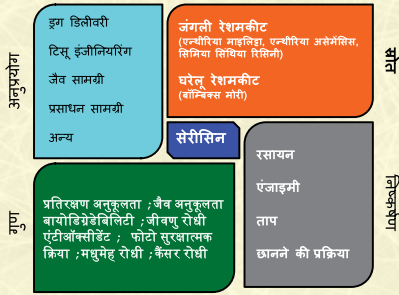 अनुप्रयोग
ड्रग डिलीवरी
टिसू इंजीनियरिंग
जैव सामग्री
प्रसाधन सामग्री
अन्य
जंगली रेशमकीट
(एन्थीरिया माइलिट्टा, एन्थीरिया असेमेंसिस,
सिमिया सिंथिया रिसिनी)
घरेलू रेशमकीट
(बॉम्बिक्स मोरी)
स्रोत
सेरीसिन
गुण
प्रतिरक्षण अनुकूलता ;जैव अनुकूलता
बायोडिग्रेडेबिलिटी ;जीवणु रोधी
एंटीऑक्सीडेंट ; फोटो सुरक्षात्मक
क्रिया ;मधुमेह रोधी ;कैंसर रोधी
रसायन
एंजाइमी
ताप
छानने की प्रक्रिया
निष्कर्षण